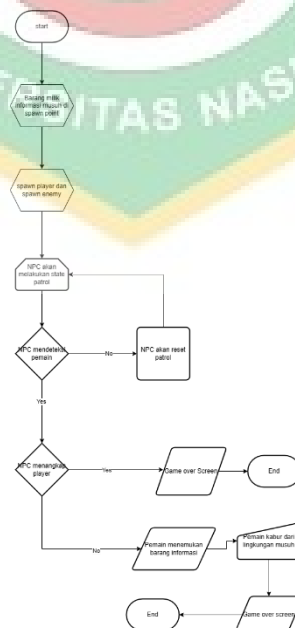 start
Barang milik
informasi musuh di
spawn point
SITAS NAS
spawn player dan
spawn enemy
NPC akan
melakukan state
patrol
NPC mendeteksi
pemain
No
NPC akan reset
patrol
Yes
NPC menangkap
player
Yes
Game over Screen
End
No
Pemain menemukan
barang informasi
Pemain kabur dari
lingkungan musuh
End
Game over screen